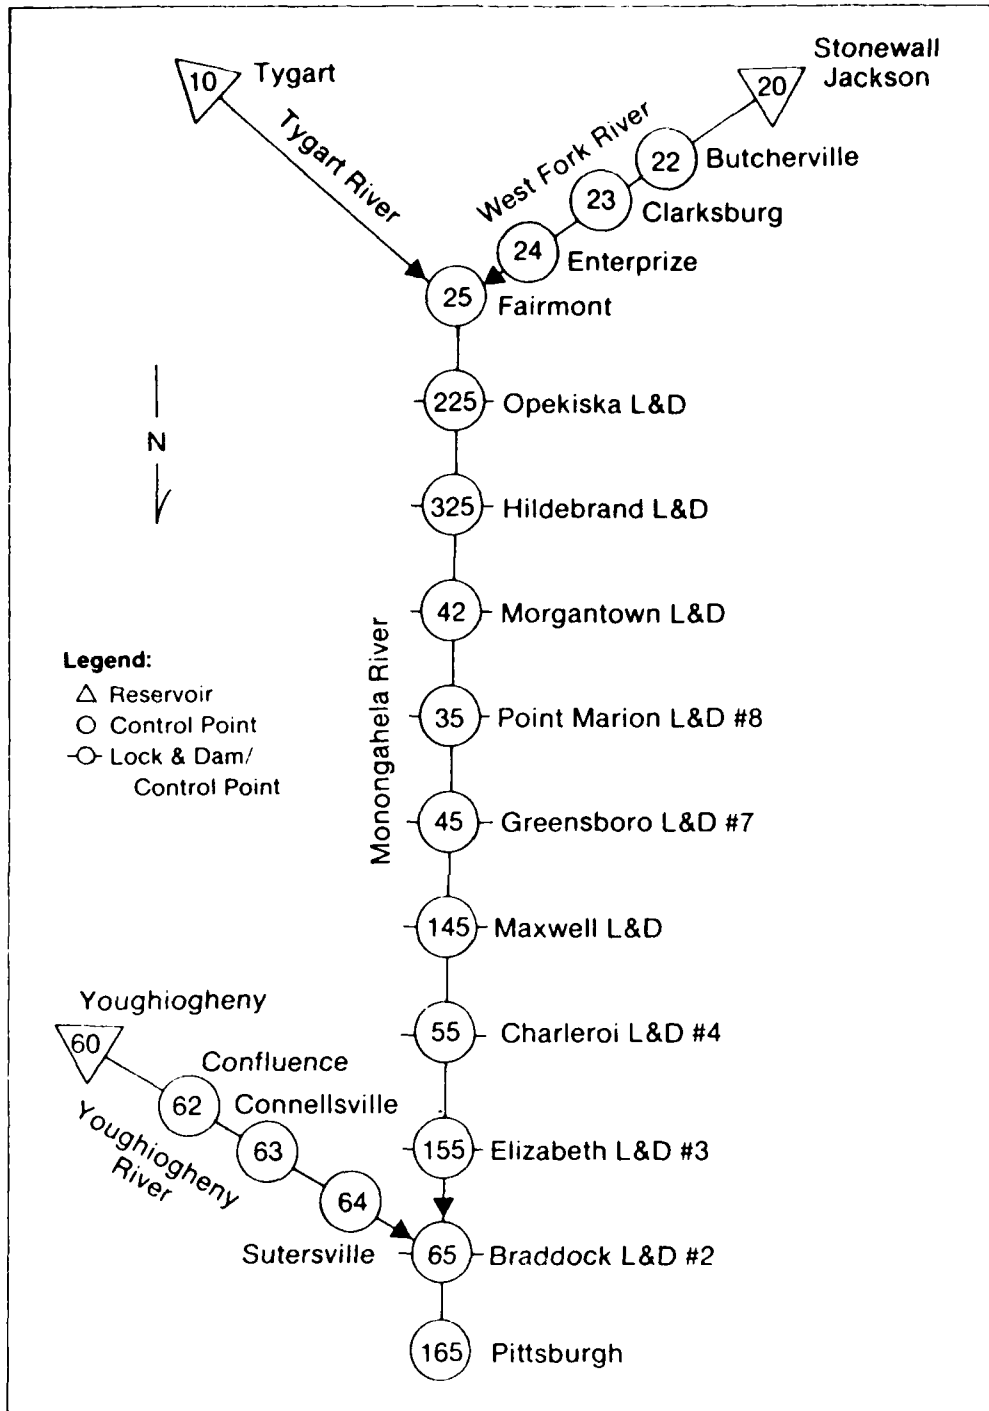 10 Tygart
Stonewall
Jackson
20
Tygart River
West Fork River
22 Butcherville
23 Clarksburg
24 Enterprize
25 Fairmont
225 Opekiska L&D
N
325 Hildebrand L&D
42 Morgantown L&D
Monongahela River
Legend:
Reservoir
Control Point
Lock & Dam/
Control Point
35 Point Marion L&D #8
45 Greensboro L&D #7
145 Maxwell L&D
Youghiogheny
60
55 Charleroi L&D #4
Confluence
62
Connellsville
63
Youghiogheny
River
64
Sutersville
155 Elizabeth L&D #3
65 Braddock L&D #2
165 Pittsburgh